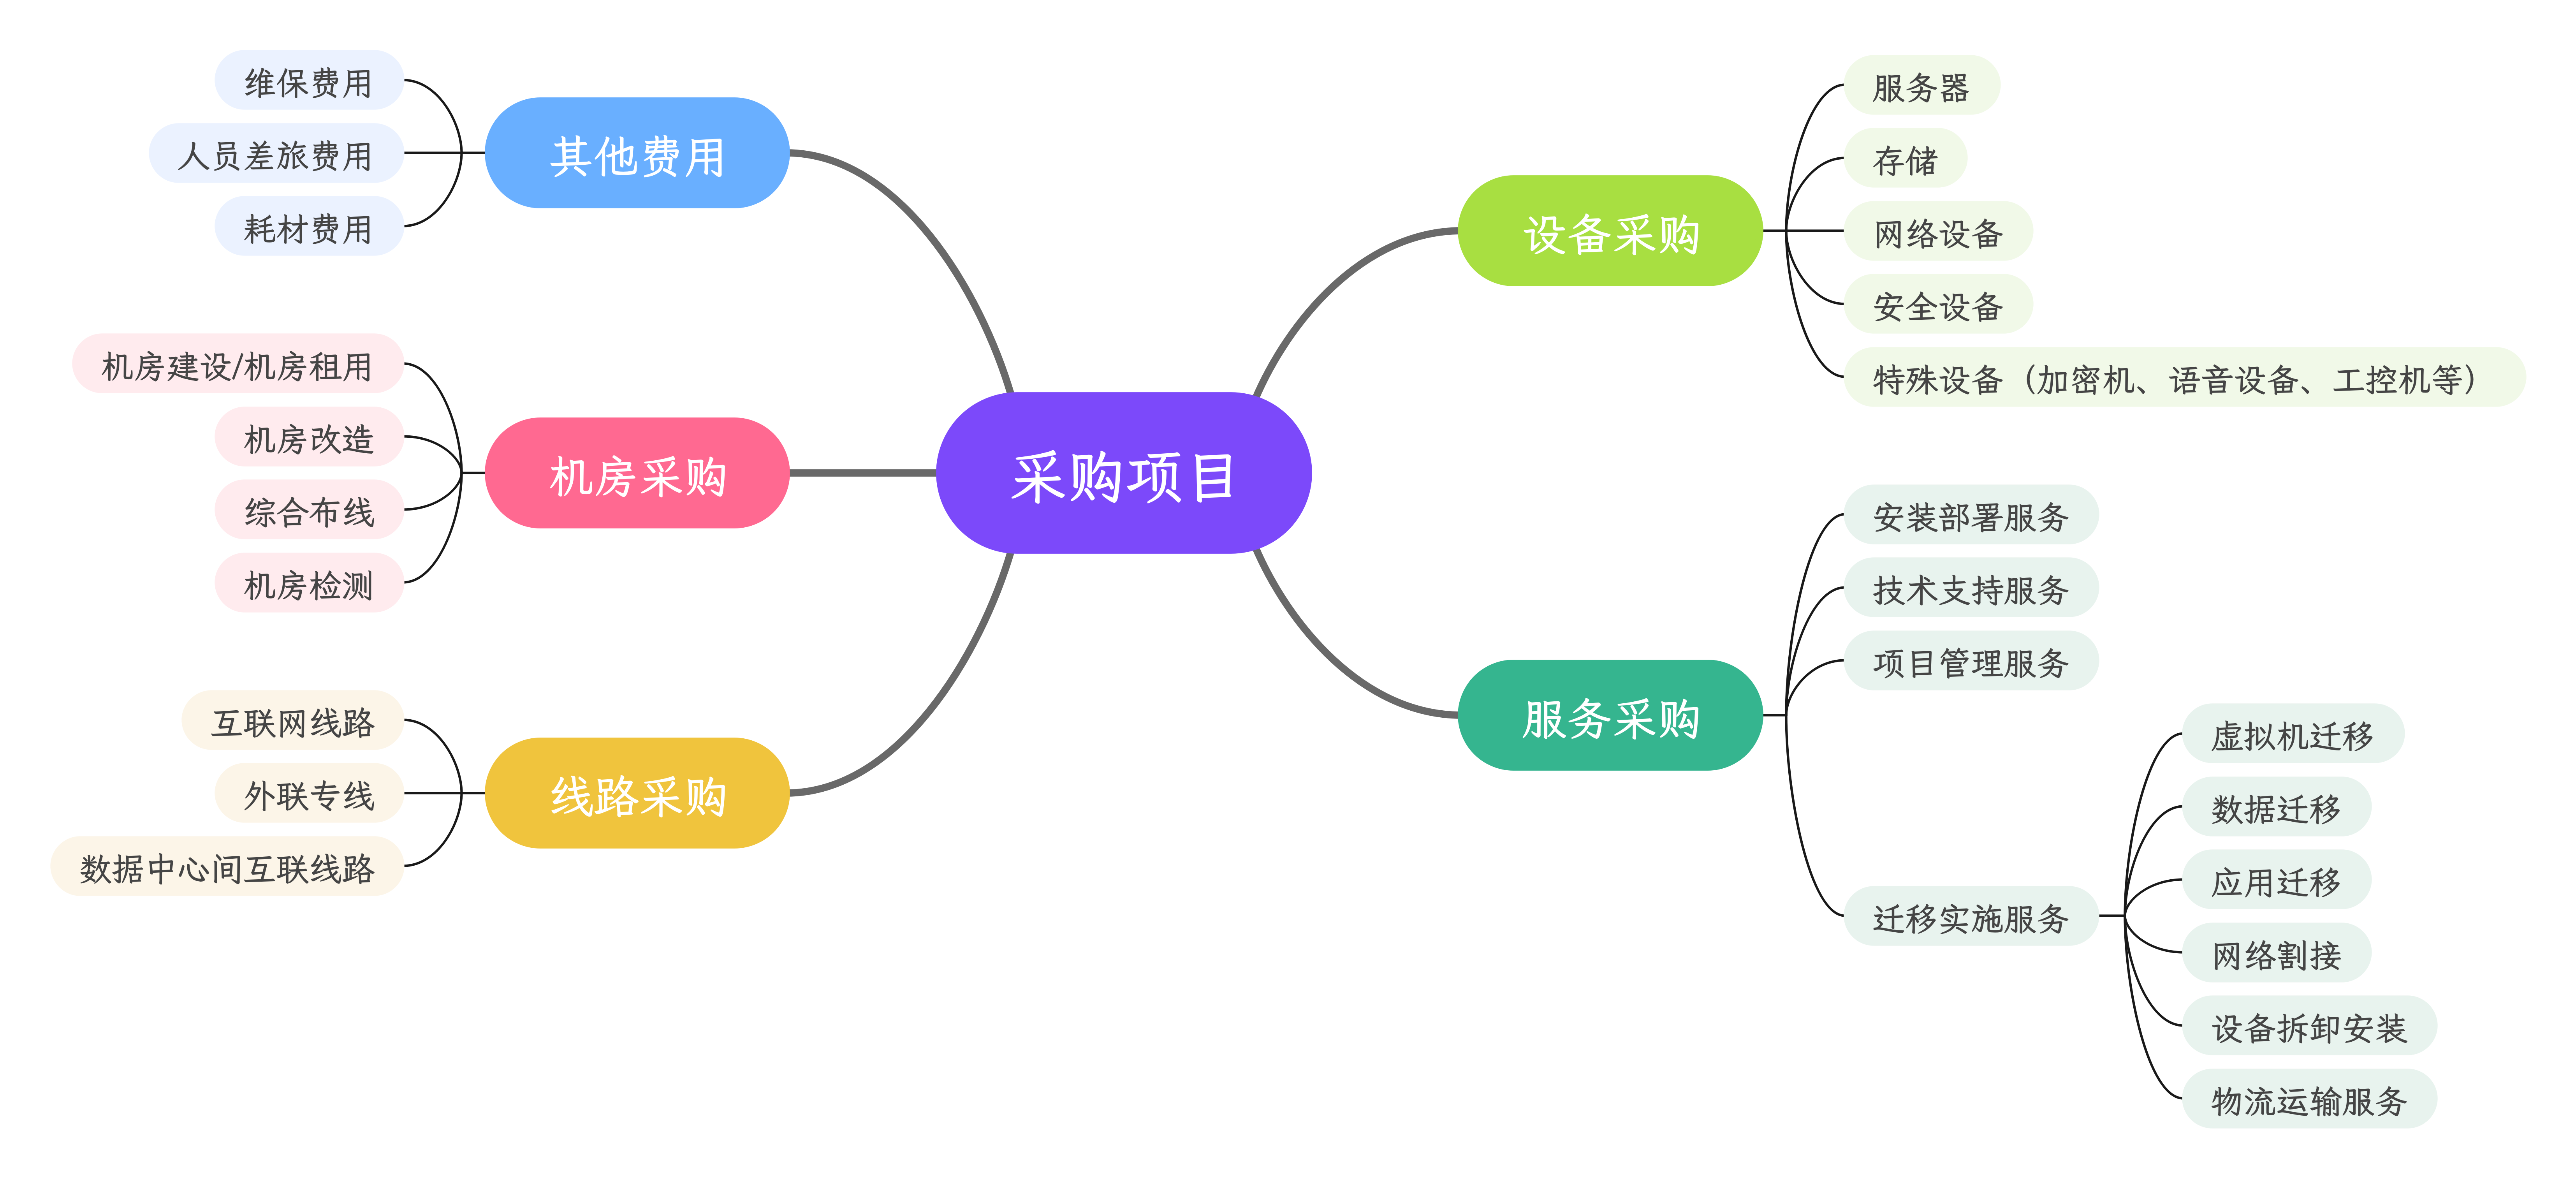 采购项目
设备采购
服务器
存储
网络设备
安全设备
特殊设备（加密机、语音设备、工控机等）
服务采购
安装部署服务
技术支持服务
项目管理服务
迁移实施服务
虚拟机迁移
数据迁移
应用迁移
网络割接
设备拆卸安装
物流运输服务
其他费用
维保费用
人员差旅费用
耗材费用
机房采购
机房建设/机房租用
机房改造
综合布线
机房检测
线路采购
互联网线路
外联专线
数据中心间互联线路